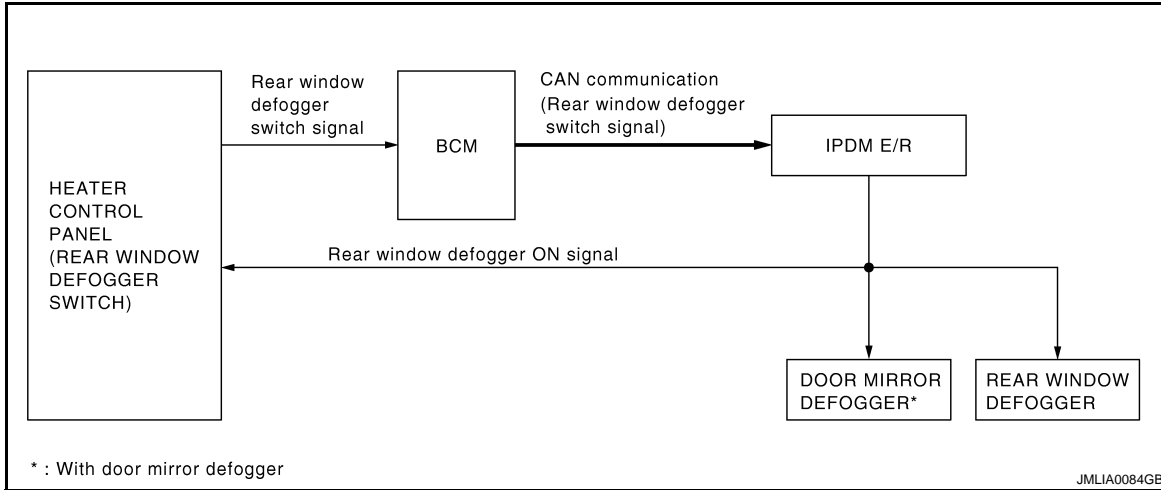 Rear window
defogger
switch signal
CAN communication
(Rear window defogger
switch signal)
BCM
IPDM E/R
HEATER
CONTROL
PANEL
(REAR WINDOW
DEFOGGER
SWITCH)
Rear window defogger ON signal
DOOR MIRROR
DEFOGGER*
REAR WINDOW
DEFOGGER
* : With door mirror defogger
JMLIA0084GB